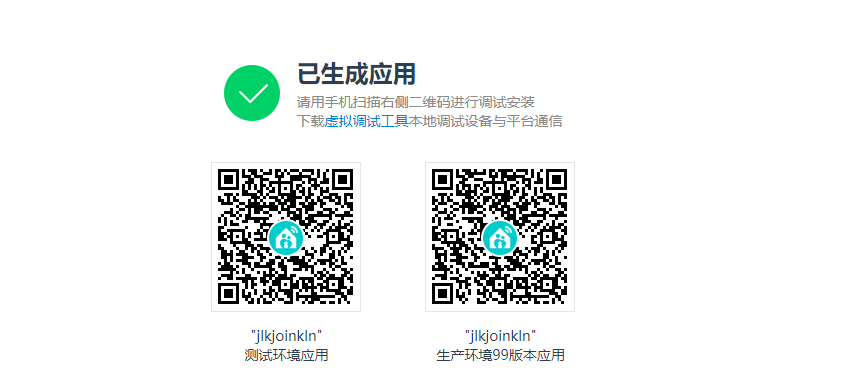 已生成应用
请用手机扫描右侧二维码进行调试安装
下载虚拟调试工具本地调试设备与平台通信
"jlkjoinkln"
测试环境应用
"jlkjoinkln"
生产环境99版本应用